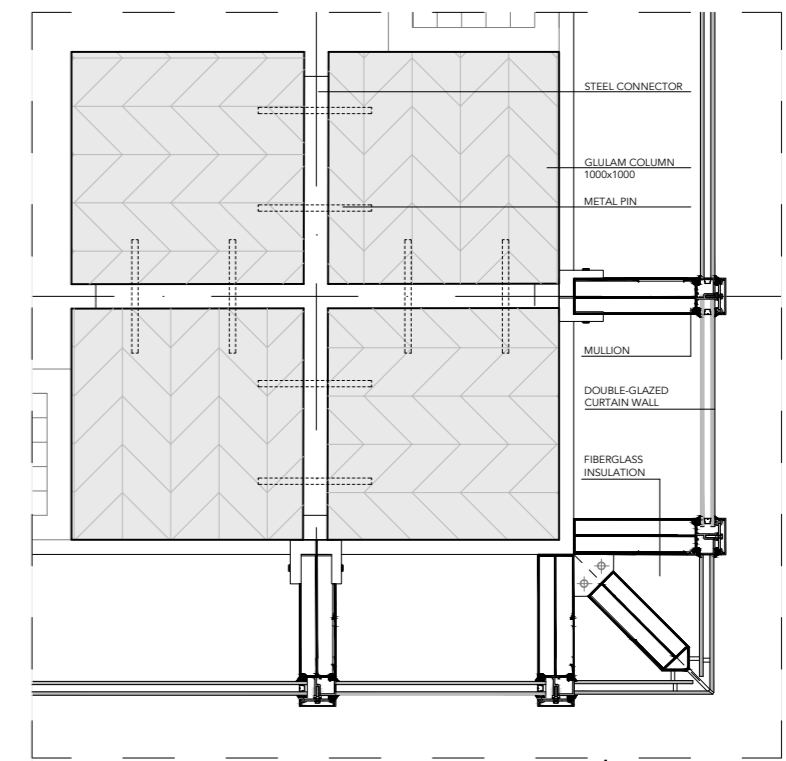 STEEL CONNECTOR
GLULAM COLUMN
1000x1000
METAL PIN
MULLION
DOUBLE-GLAZED
CURTAIN WALL
FIBERGLASS
INSULATION